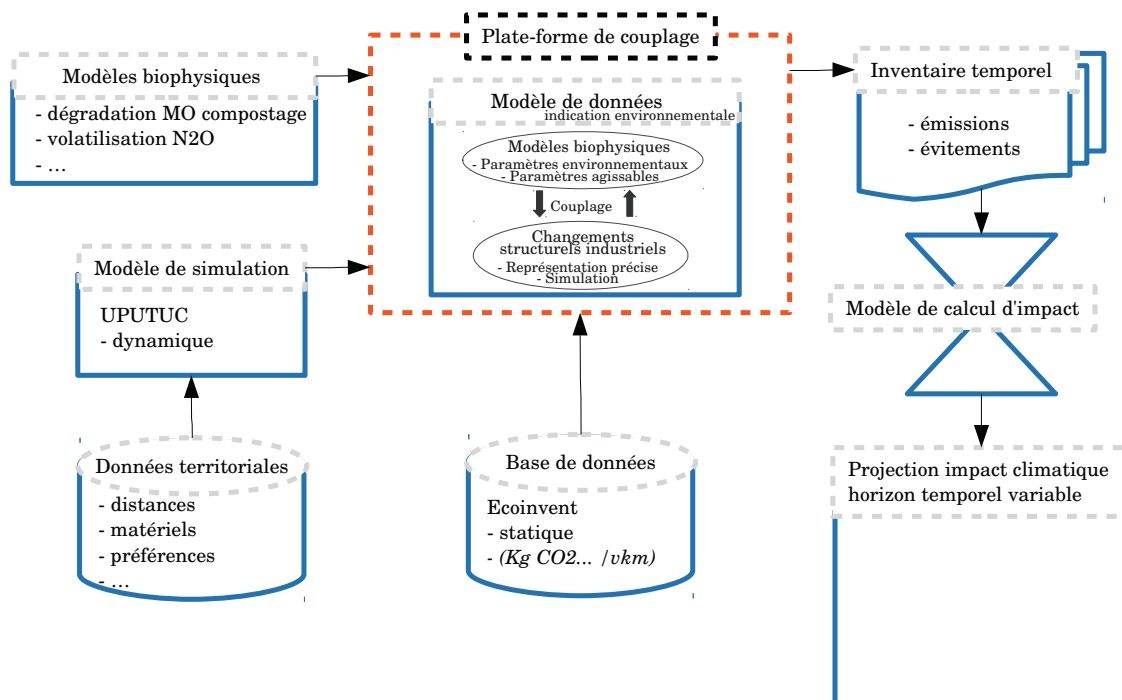 Plate-forme de couplage
Modèles biophysiques
- dégradation MO compostage
- volatilisation N2O
- ...
Modèle de données
indication environnementale
Modèles biophysiques
- Paramètres environnementaux
- Paramètres agissables
Couplage
Changements
structurels industriels
- Représentation précise
- Simulation
Inventaire temporel
- émissions
- évitements
Modèle de simulation
UPUTUC
- dynamique
Modèle de calcul d'impact
Données territoriales
- distances
- matériels
- préférences
- ...
Base de données
Ecoinvent
- statique
- (Kg CO2... /vkm)
Projection impact climatique
horizon temporel variable